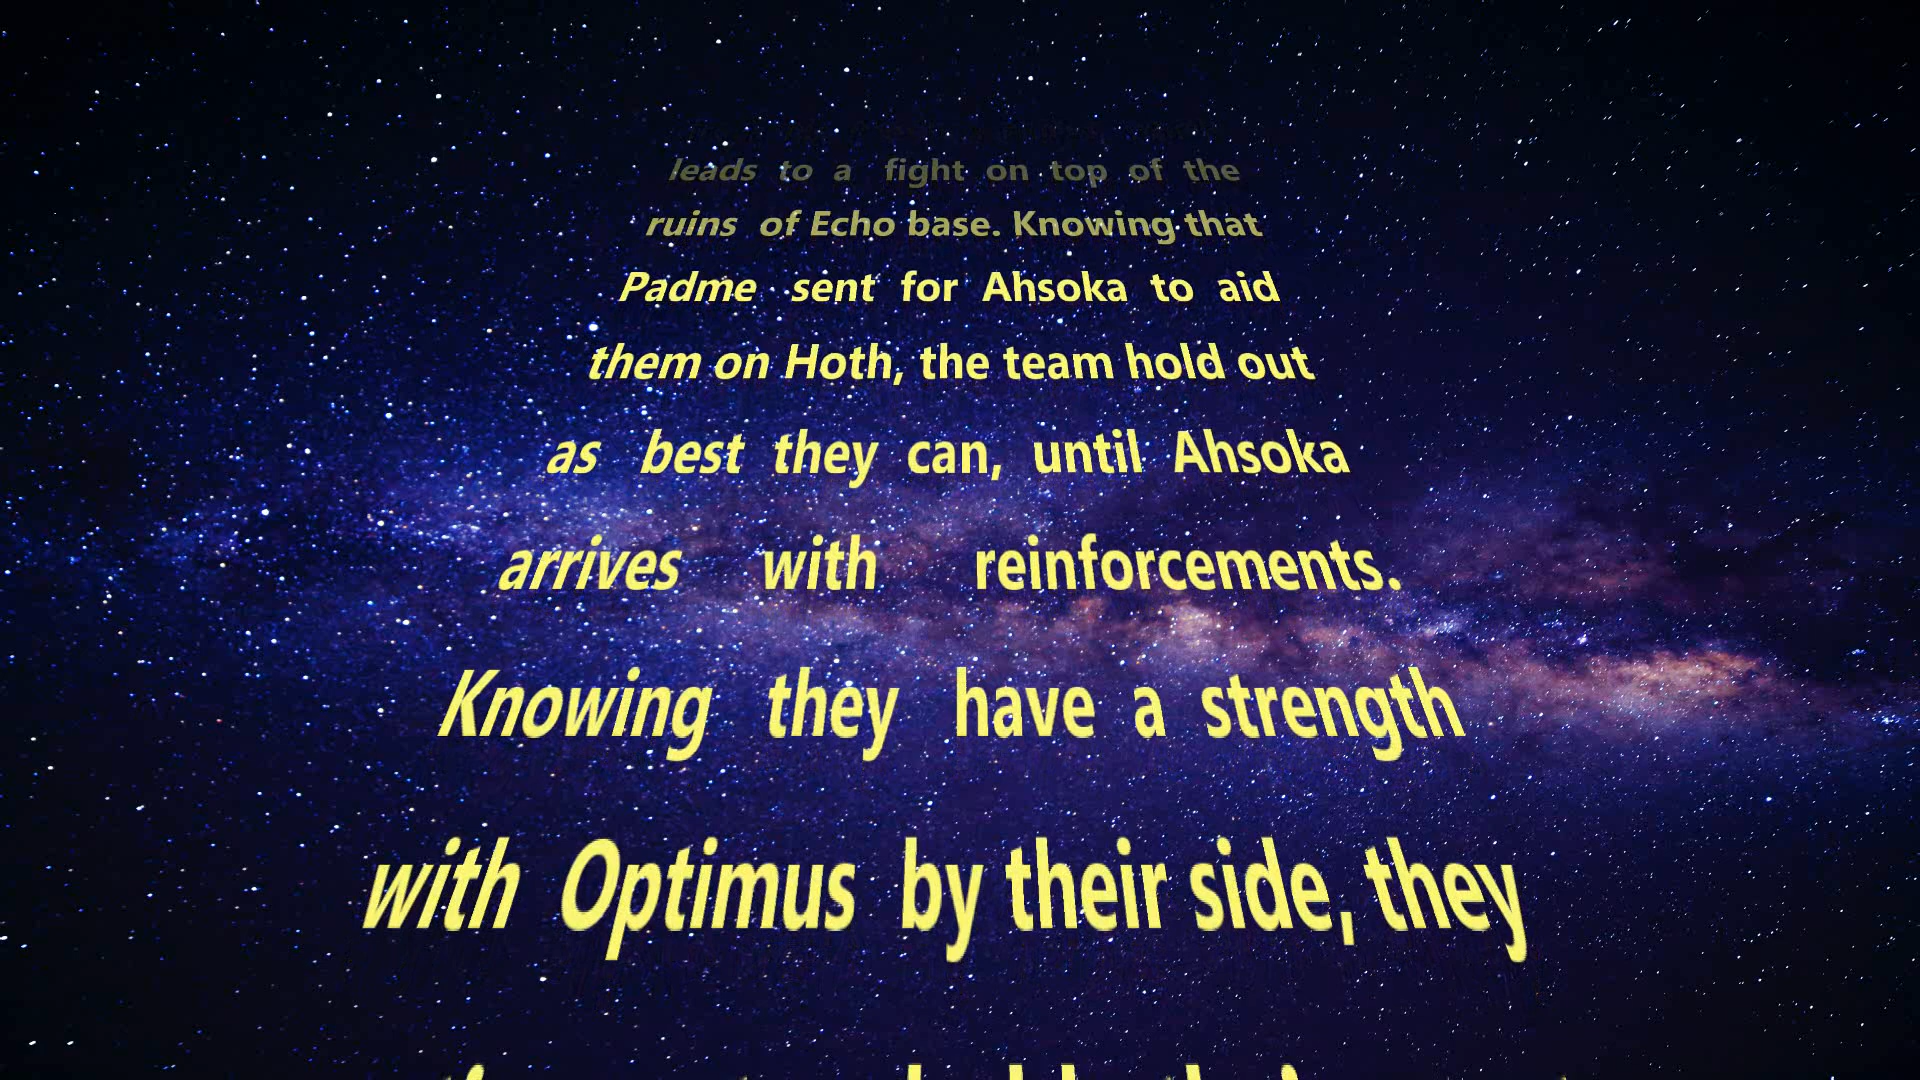 leads to a fight on top of the
ruins of Echo base. Knowing that
Padme sent for Ahsoka to aid
them on Hoth, the team hold out
as best they can, until Ahsoka
arrives with reinforcements.
Knowing they have a strength
with Optimus by their side, they